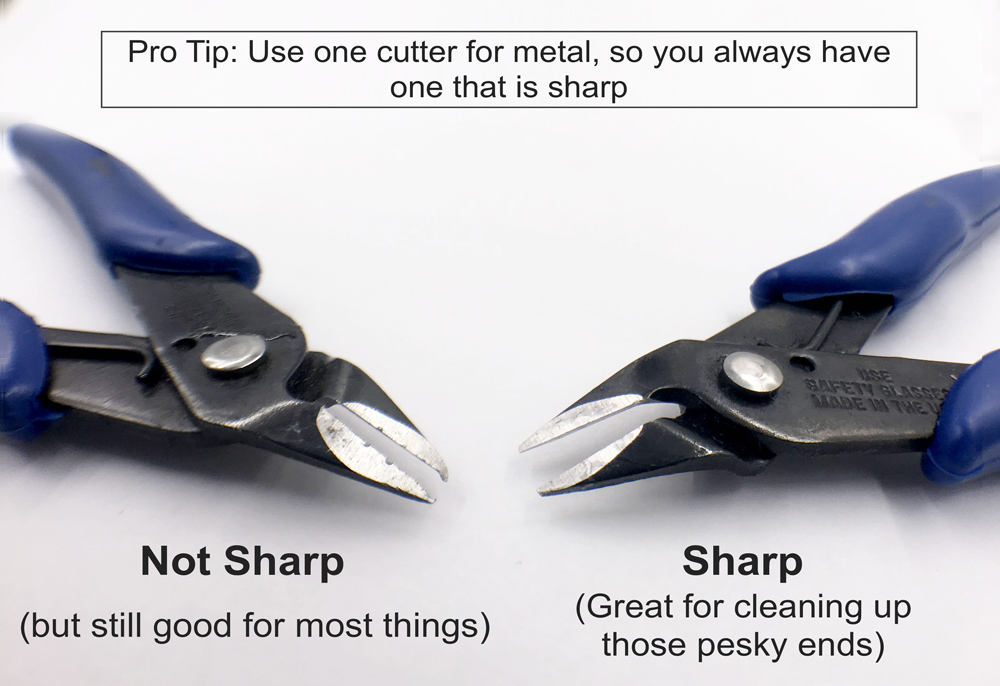 Pro Tip: Use one cutter for metal, so you always have
one that is sharp
USE
SAFETY GLASSES
MADE IN THE
Not Sharp
(but still good for most things)
Sharp
(Great for cleaning up
those pesky ends)